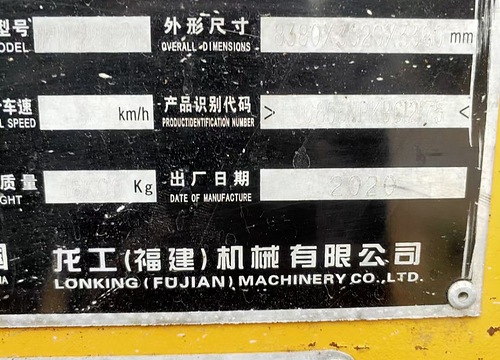 型号 外形尺寸 mm
MODEL OVERALL DIMENSIONS
车速 km/h 产品识别代码 > <
SPEED PRODUCTIDENTIFICATION NUMBER
质量 Kg 出厂日期 2020
DATE OF MANUFACTURE
龙工(福建)机械有限公司
LONKING (FUJIAN) MACHINERY CO., LTD.